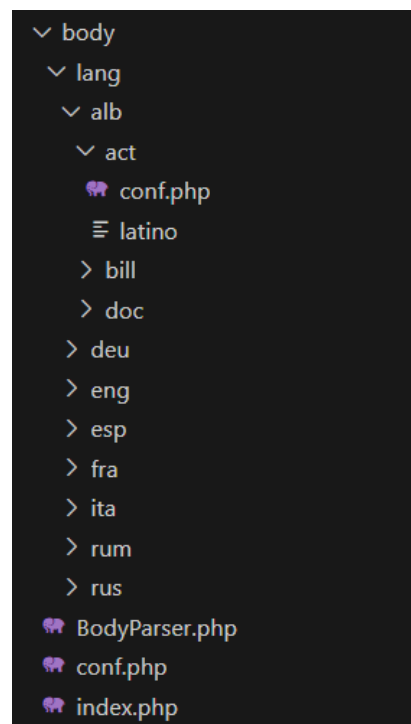 body
lang
alb
act
conf.php
latino
bill
doc
deu
eng
esp
fra
ita
rum
rus
BodyParser.php
conf.php
index.php